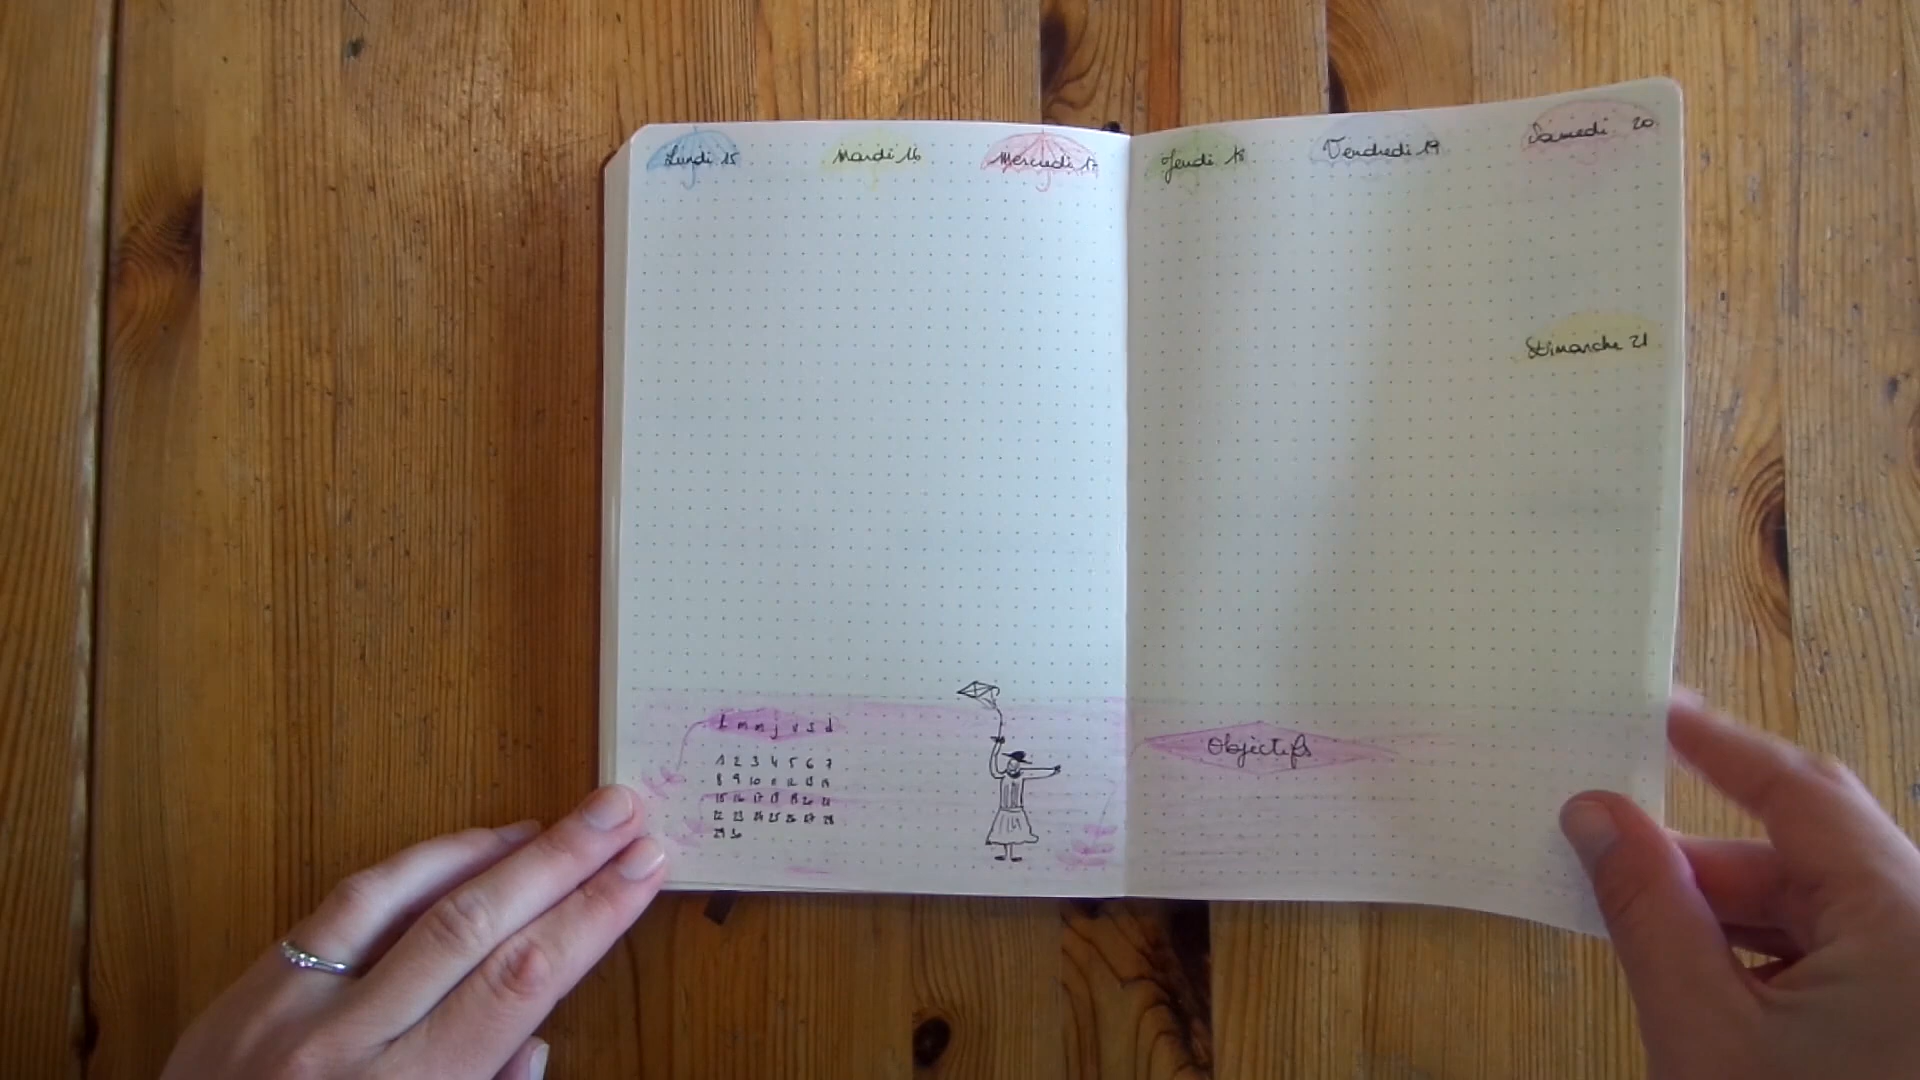 Lundi 15
Mardi 16
Mercredi 17
Jeudi 18
Vendredi 19
Samedi 20
Dimanche 21
l m m j v s d
1 2 3 4 5 6 7
8 9 10 11 12 13 14
15 16 17 18 19 20 21
22 23 24 25 26 27 28
29 30
Objectifs